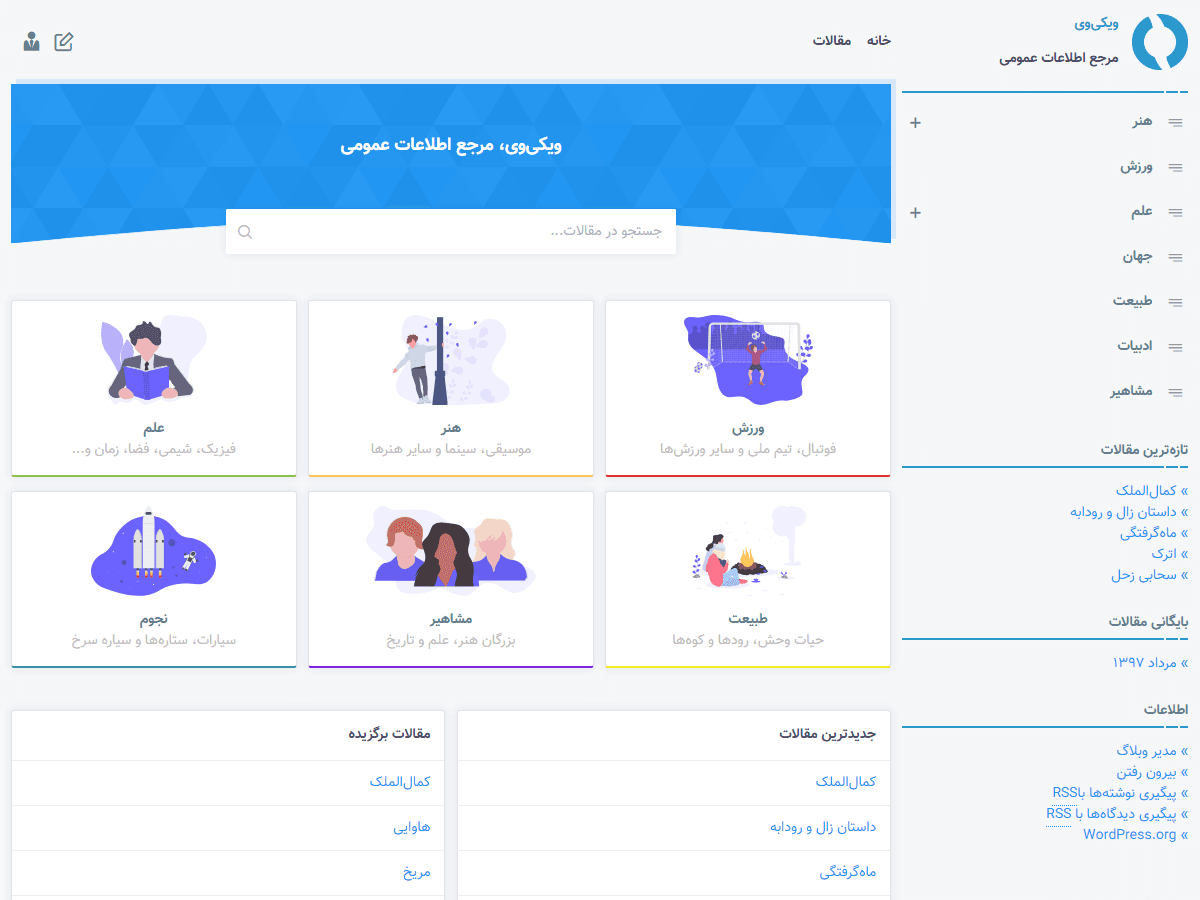 ویکی‌وی
مرجع اطلاعات عمومی
خانه
مقالات
هنر
ورزش
علم
جهان
طبیعت
ادبیات
مشاهیر
تازه‌ترین مقالات
» کمال‌الملک
» داستان زال و رودابه
» ماه‌گرفتگی
» اترک
» سحابی زحل
بایگانی مقالات
» مرداد ۱۳۹۷
اطلاعات
» مدیر وبلاگ
» بیرون رفتن
» پیگیری نوشته‌ها باRSS
» پیگیری دیدگاه‌ها با RSS
» WordPress.org
ویکی‌وی، مرجع اطلاعات عمومی
جستجو در مقالات...
ورزش
فوتبال، تیم ملی و سایر ورزش‌ها
هنر
موسیقی، سینما و سایر هنرها
علم
فیزیک، شیمی، فضا، زمان و...
طبیعت
حیات وحش، رودها و کوه‌ها
مشاهیر
بزرگان هنر، علم و تاریخ
نجوم
سیارات، ستاره‌ها و سیاره سرخ
جدیدترین مقالات
کمال‌الملک
داستان زال و رودابه
ماه‌گرفتگی
مقالات برگزیده
کمال‌الملک
هاوایی
مریخ